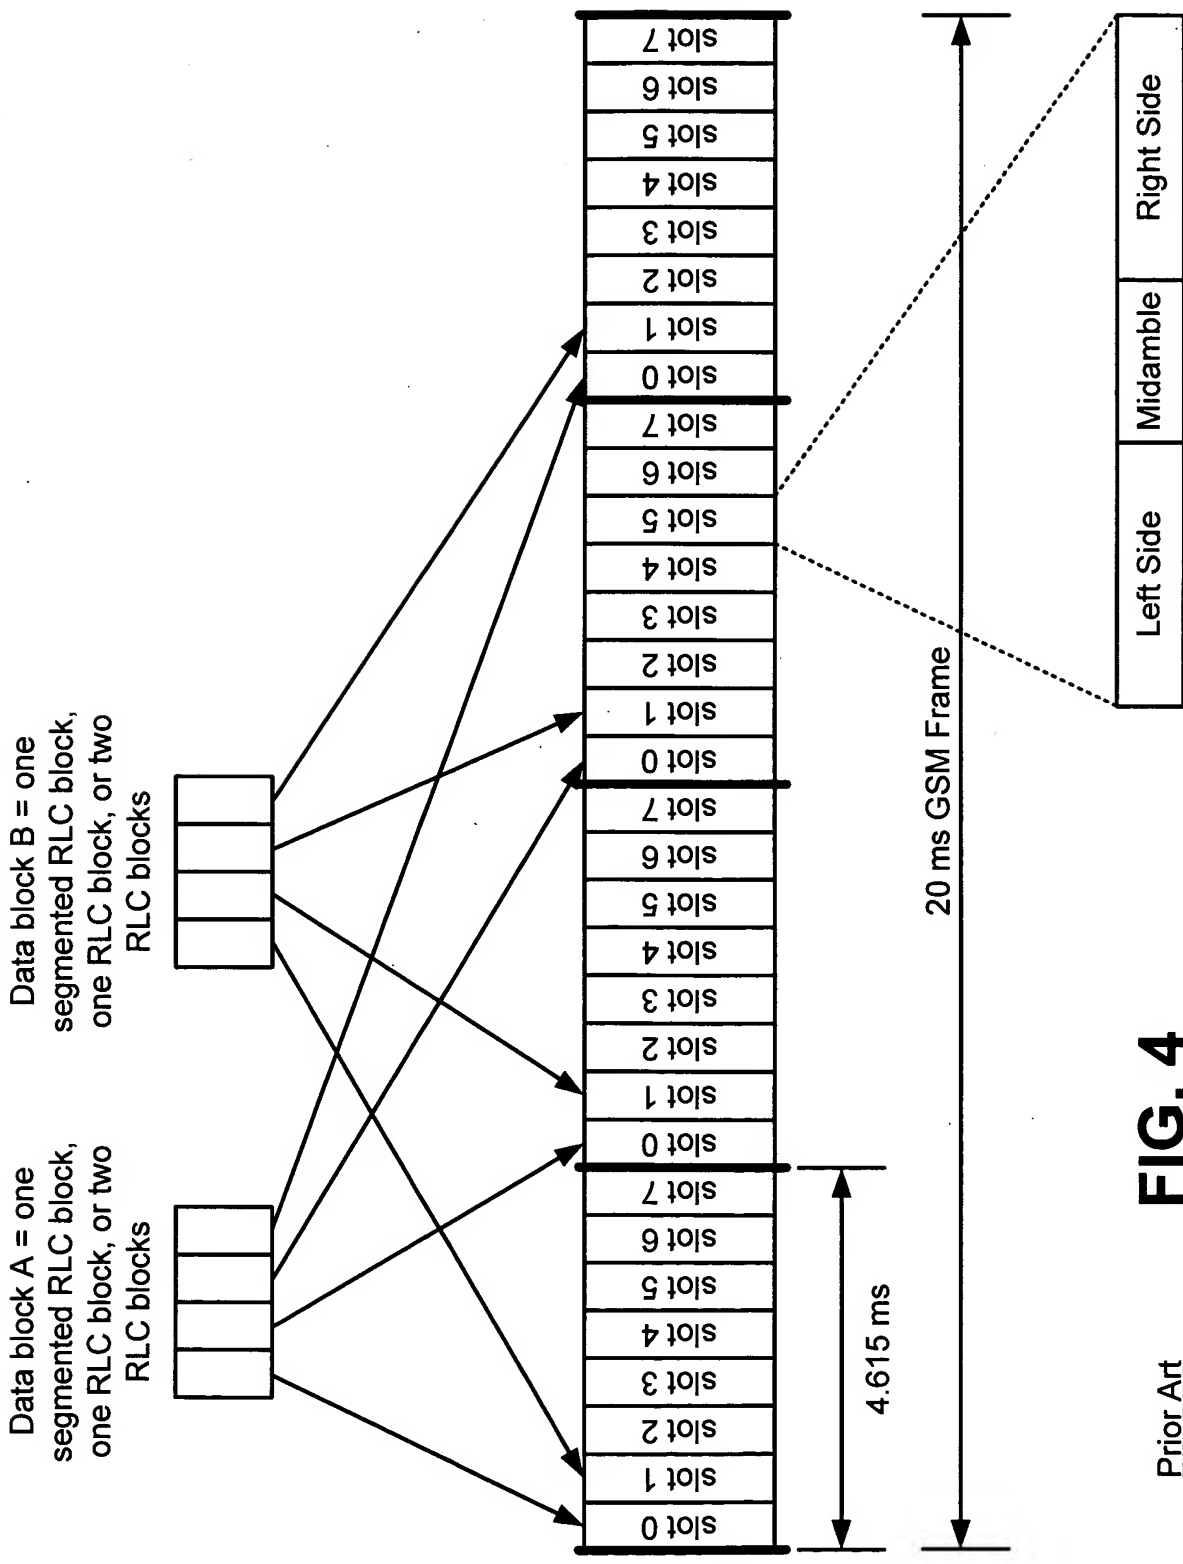 Data block A = one
segmented RLC block,
one RLC block, or two
RLC blocks
Data block B = one
segmented RLC block,
one RLC block, or two
RLC blocks
slot 0
slot 1
slot 2
slot 3
slot 4
slot 5
slot 6
slot 7
slot 0
slot 1
slot 2
slot 3
slot 4
slot 5
slot 6
slot 7
slot 0
slot 1
slot 2
slot 3
slot 4
slot 5
slot 6
slot 7
slot 0
slot 1
slot 2
slot 3
slot 4
slot 5
slot 6
slot 7
4.615 ms
20 ms GSM Frame
Left Side
Midamble
Right Side
Prior Art
FIG. 4